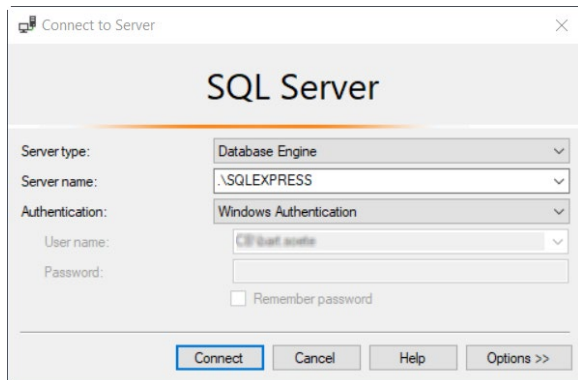 Connect to Server
SQL Server
Server type: Database Engine
Server name: .\SQLEXPRESS
Authentication: Windows Authentication
User name:
Password:
Remember password
Connect Cancel Help Options >>